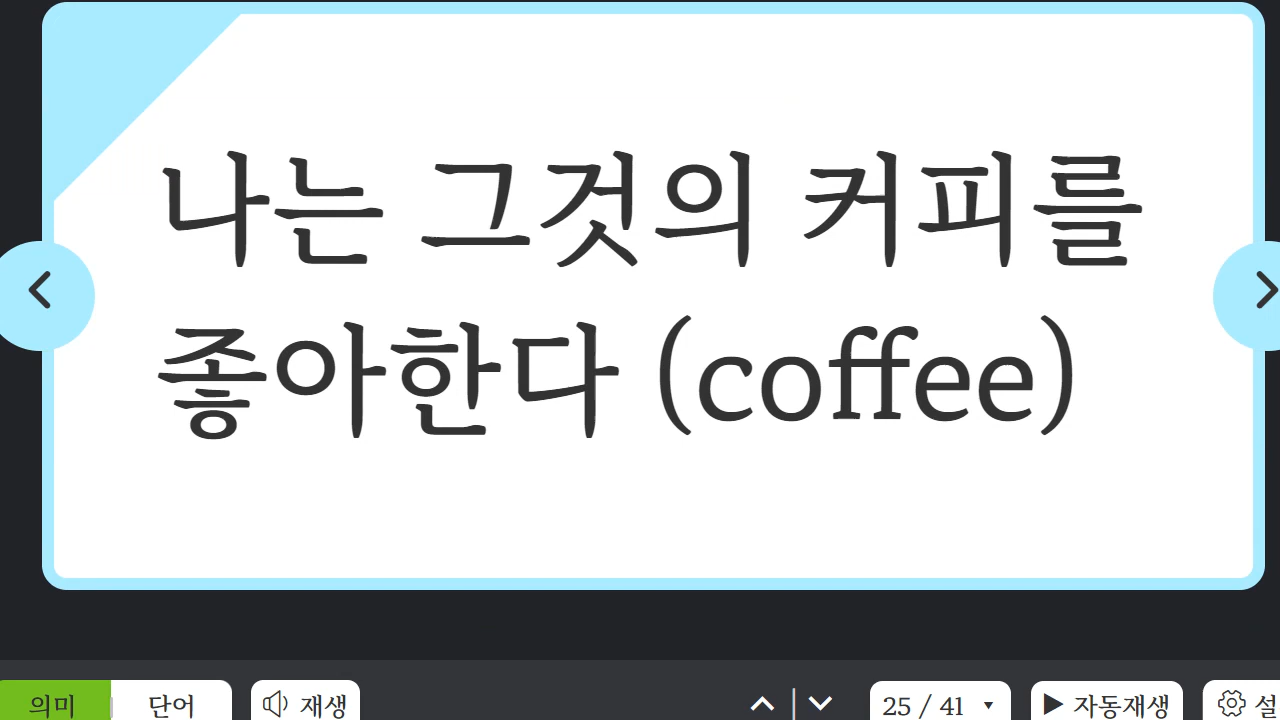 나는 그것의 커피를
좋아한다 (coffee)
의미 단어 재생 25 / 41 자동재생 설